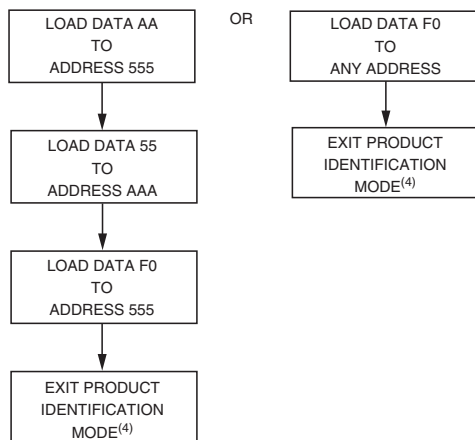 LOAD DATA AA
TO
ADDRESS 555
LOAD DATA 55
TO
ADDRESS AAA
LOAD DATA F0
TO
ADDRESS 555
EXIT PRODUCT
IDENTIFICATION
MODE(4)
OR
LOAD DATA F0
TO
ANY ADDRESS
EXIT PRODUCT
IDENTIFICATION
MODE(4)